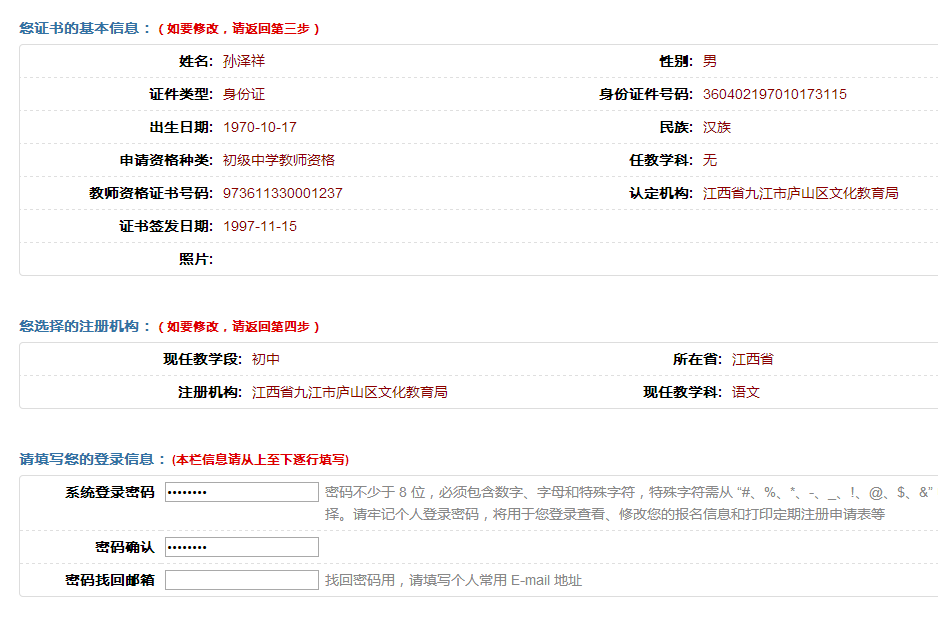 您证书的基本信息：（如要修改，请返回第三步）
姓名: 孙泽祥 性别: 男
证件类型: 身份证 身份证件号码: 360402197010173115
出生日期: 1970-10-17 民族: 汉族
申请资格种类: 初级中学教师资格 任教学科: 无
教师资格证书号码: 973611330001237 认定机构: 江西省九江市庐山区文化教育局
证书签发日期: 1997-11-15
照片:
您选择的注册机构：（如要修改，请返回第四步）
现任教学段: 初中 所在省: 江西省
注册机构: 江西省九江市庐山区文化教育局 现任教学科: 语文
请填写您的登录信息：(本栏信息请从上至下逐行填写)
系统登录密码 •••••••• 密码不少于 8 位，必须包含数字、字母和特殊字符，特殊字符需从 “#、%、*、-、_、!、@、$、&”
择。请牢记个人登录密码，将用于您登录查看、修改您的报名信息和打印定期注册申请表等
密码确认 ••••••••
密码找回邮箱 找回密码用，请填写个人常用 E-mail 地址